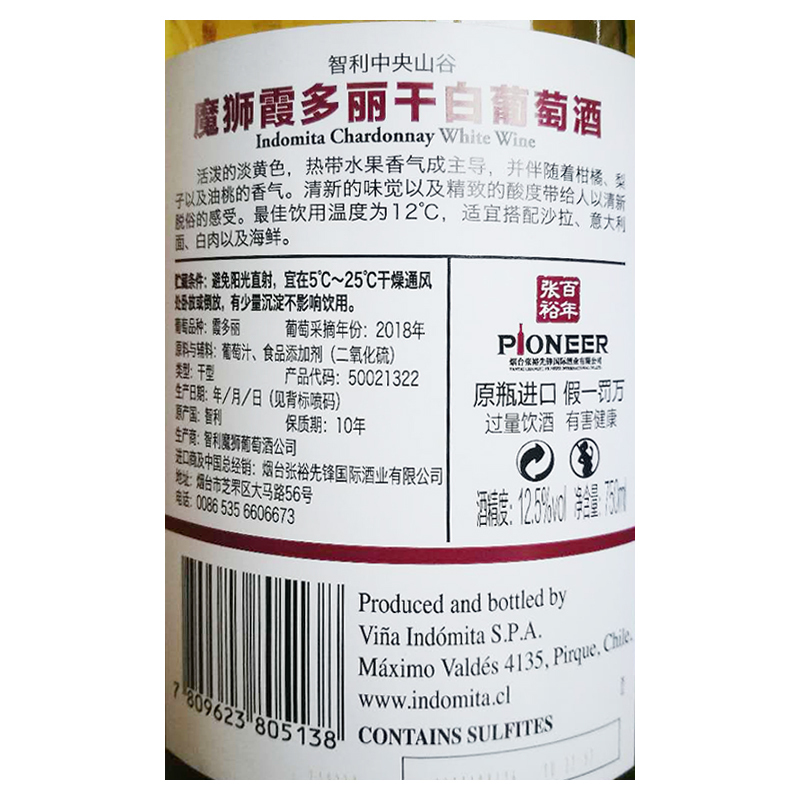 智利中央山谷
魔狮霞多丽干白葡萄酒
Indomita Chardonnay White Wine
活泼的淡黄色，热带水果香气成主导，并伴随着柑橘、梨
子以及油桃的香气。清新的味觉以及精致的酸度带给人以清新
脱俗的感受。最佳饮用温度为12℃，适宜搭配沙拉、意大利
面、白肉以及海鲜。
贮藏条件：避免阳光直射，宜在5℃～25℃干燥通风
处卧放或倒放，有少量沉淀不影响饮用。
葡萄品种：霞多丽 葡萄采摘年份：2018年
原料与辅料：葡萄汁、食品添加剂（二氧化硫）
类型：干型 产品代码：50021322
生产日期：年／月／日（见背标喷码）
原产国：智利 保质期：10年
生产商：智利魔狮葡萄酒公司
进口商及中国总经销：烟台张裕先锋国际酒业有限公司
地址：烟台市芝罘区大马路56号
电话：0086 535 6606673
百年
张裕
PIONEER
烟台张裕先锋国际酒业有限公司
原瓶进口 假一罚万
过量饮酒 有害健康
酒精度：12.5%vol 净含量：750ml
Produced and bottled by
Viña Indómita S.P.A.
Máximo Valdés 4135, Pirque, Chile.
www.indomita.cl
CONTAINS SULFITES
7 809623 805138